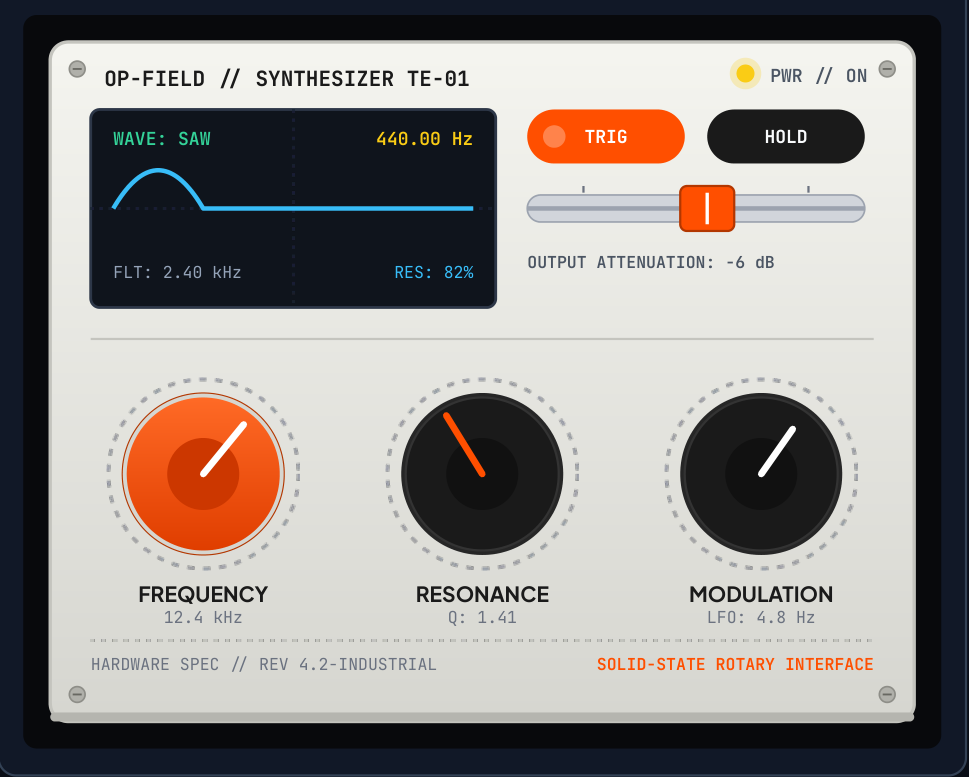 OP-FIELD // SYNTHESIZER TE-01
PWR // ON
WAVE: SAW
440.00 Hz
TRIG
HOLD
FLT: 2.40 kHz
RES: 82%
OUTPUT ATTENUATION: -6 dB
FREQUENCY
12.4 kHz
RESONANCE
Q: 1.41
MODULATION
LFO: 4.8 Hz
HARDWARE SPEC // REV 4.2-INDUSTRIAL
SOLID-STATE ROTARY INTERFACE